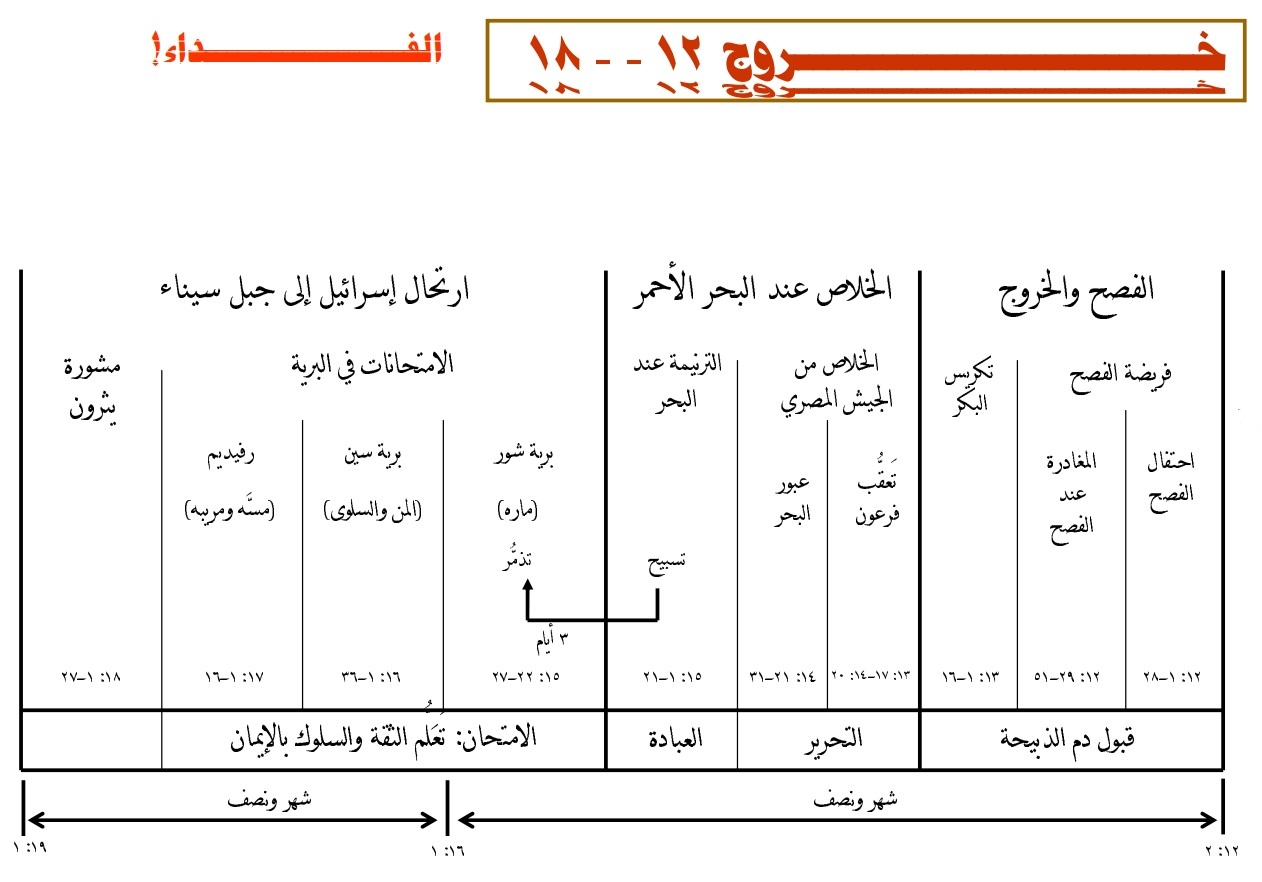 خروج ١٢ - - ١٨
الفداء!
الفصح والخروج
الخلاص عند البحر الأحمر
ارتحال إسرائيل إلى جبل سيناء
فريضة الفصح
تكريس
البكر
الخلاص من
الجيش المصري
الترنيمة عند
البحر
الامتحانات في البرية
مشورة
يثرون
احتفال
الفصح
المغادرة
عند
الفصح
تَعقُّب
فرعون
عبور
البحر
تسبيح
برية شور
(ماره)
تذمُّر
٣ أيام
برية سين
(المن والسلوى)
رفيديم
(مسَّه ومريبه)
١٢: ١–٢٨
١٢: ٢٩–٥١
١٣: ١–١٦
١٣: ١٧–١٤: ٢٠
١٤: ٢١–٣١
١٥: ١–٢١
١٥: ٢٢–٢٧
١٦: ١–٣٦
١٧: ١–١٦
١٨: ١–٢٧
قبول دم الذبيحة
التحرير
العبادة
الامتحان: تُعَلُّم الثقة والسلوك بالإيمان
شهر ونصف
شهر ونصف
١٢: ٢
١٦: ١
١٩: ١